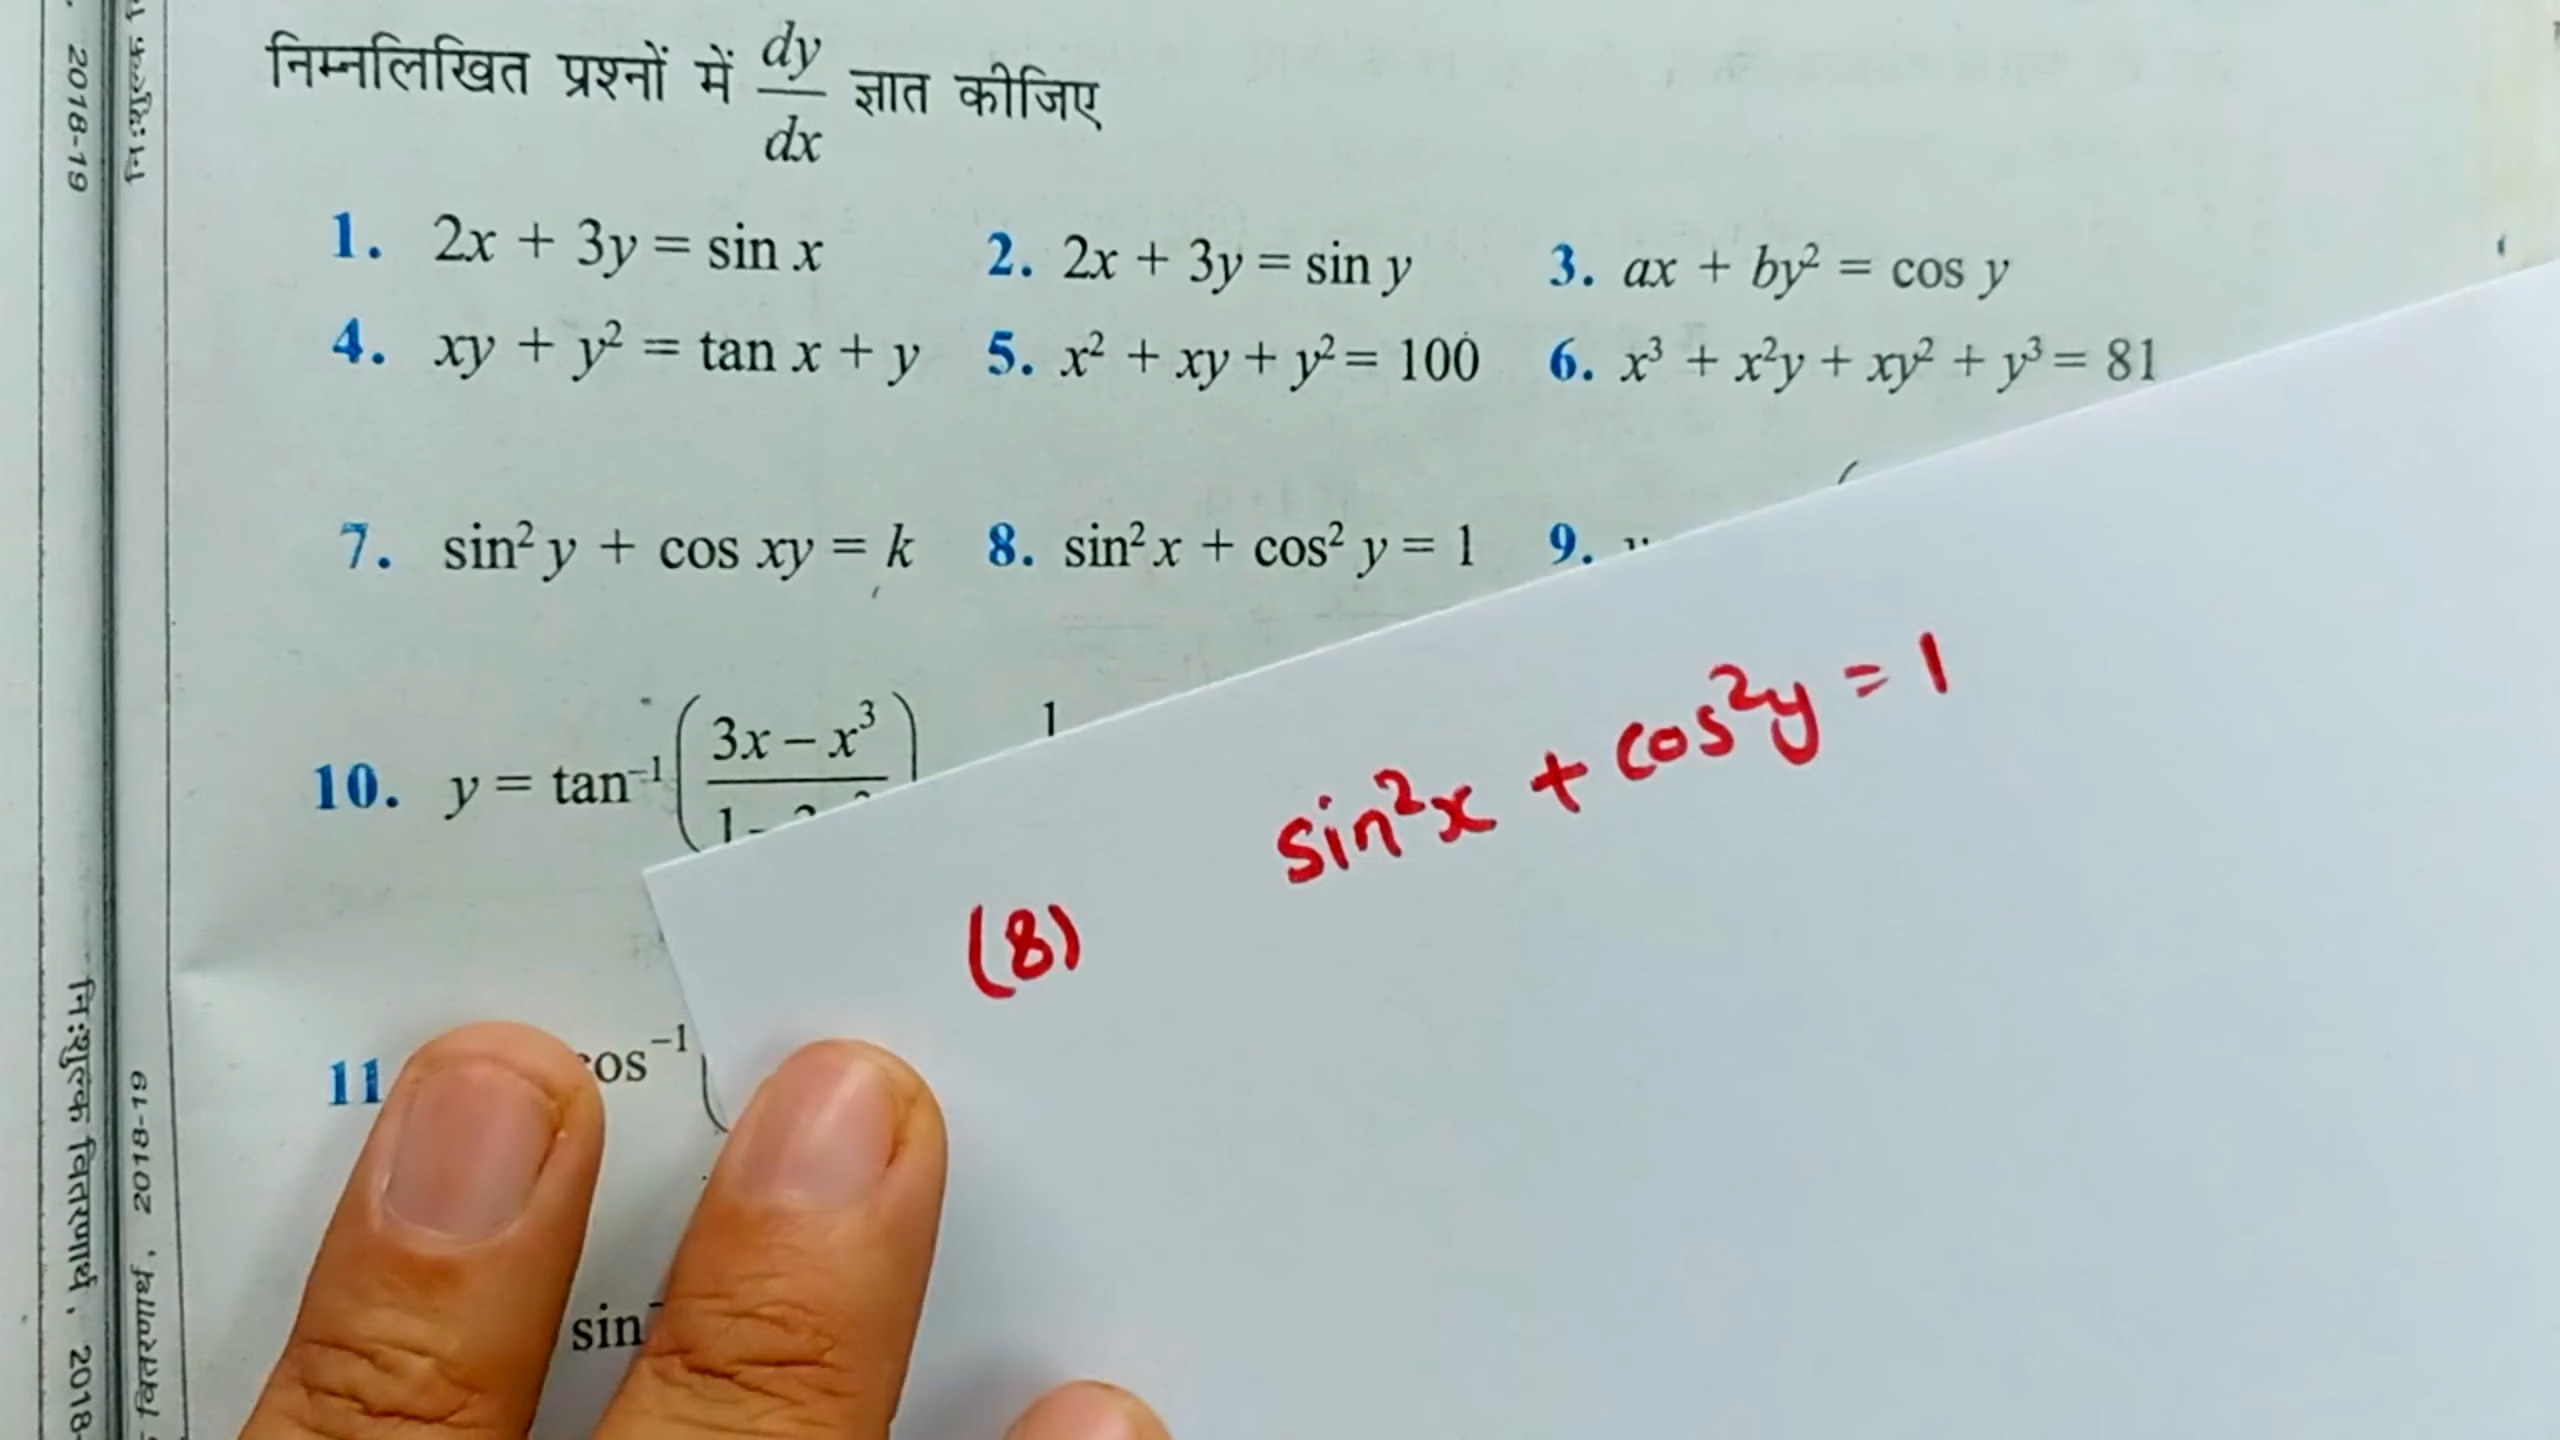 निम्नलिखित प्रश्नों में dy/dx ज्ञात कीजिए
1. 2x + 3y = sin x 2. 2x + 3y = sin y 3. ax + by² = cos y
4. xy + y² = tan x + y 5. x² + xy + y² = 100 6. x³ + x²y + xy² + y³ = 81
7. sin² y + cos xy = k 8. sin² x + cos² y = 1 9.
10. y = tan⁻¹ (3x – x³
1
(8) sin²x + cos²y = 1
11 cos⁻¹
sin
2018-19
निःशुल्क वितरणार्थ, 2018-
2018-19